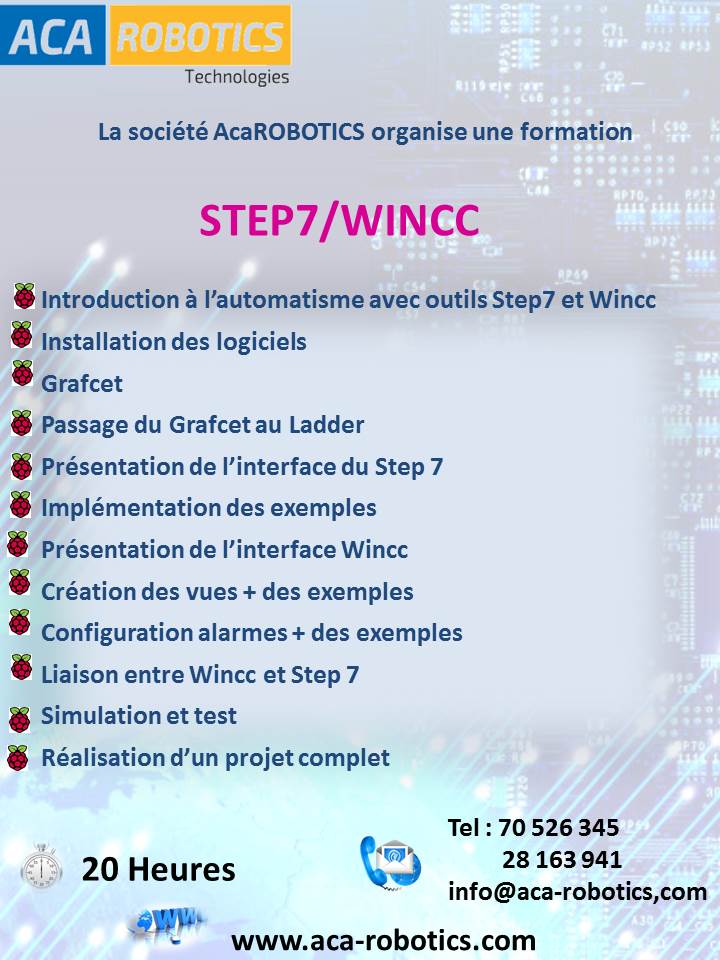 ACA ROBOTICS
Technologies
La société AcaROBOTICS organise une formation
STEP7/WINCC
Introduction à l’automatisme avec outils Step7 et Wincc
Installation des logiciels
Grafcet
Passage du Grafcet au Ladder
Présentation de l’interface du Step 7
Implémentation des exemples
Présentation de l’interface Wincc
Création des vues + des exemples
Configuration alarmes + des exemples
Liaison entre Wincc et Step 7
Simulation et test
Réalisation d’un projet complet
20 Heures
Tel : 70 526 345
28 163 941
info@aca-robotics,com
www.aca-robotics.com